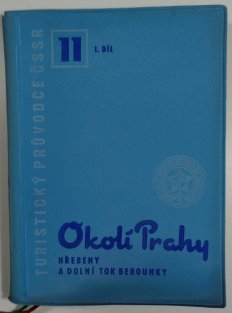 TURISTICKÝ PRŮVODCE ČSSR
11 1. DÍL
Okolí Prahy
HŘEBENY
A DOLNÍ TOK BEROUNKY